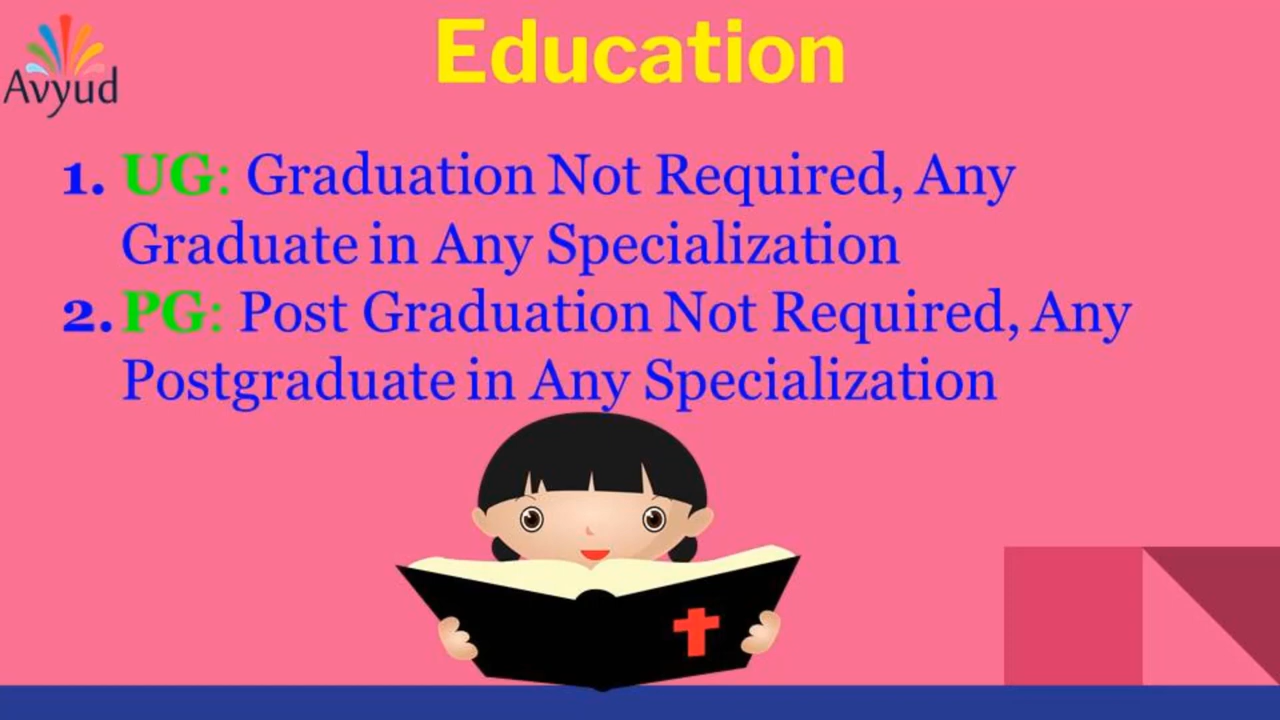 Education
Avyud
1. UG: Graduation Not Required, Any
Graduate in Any Specialization
2. PG: Post Graduation Not Required, Any
Postgraduate in Any Specialization